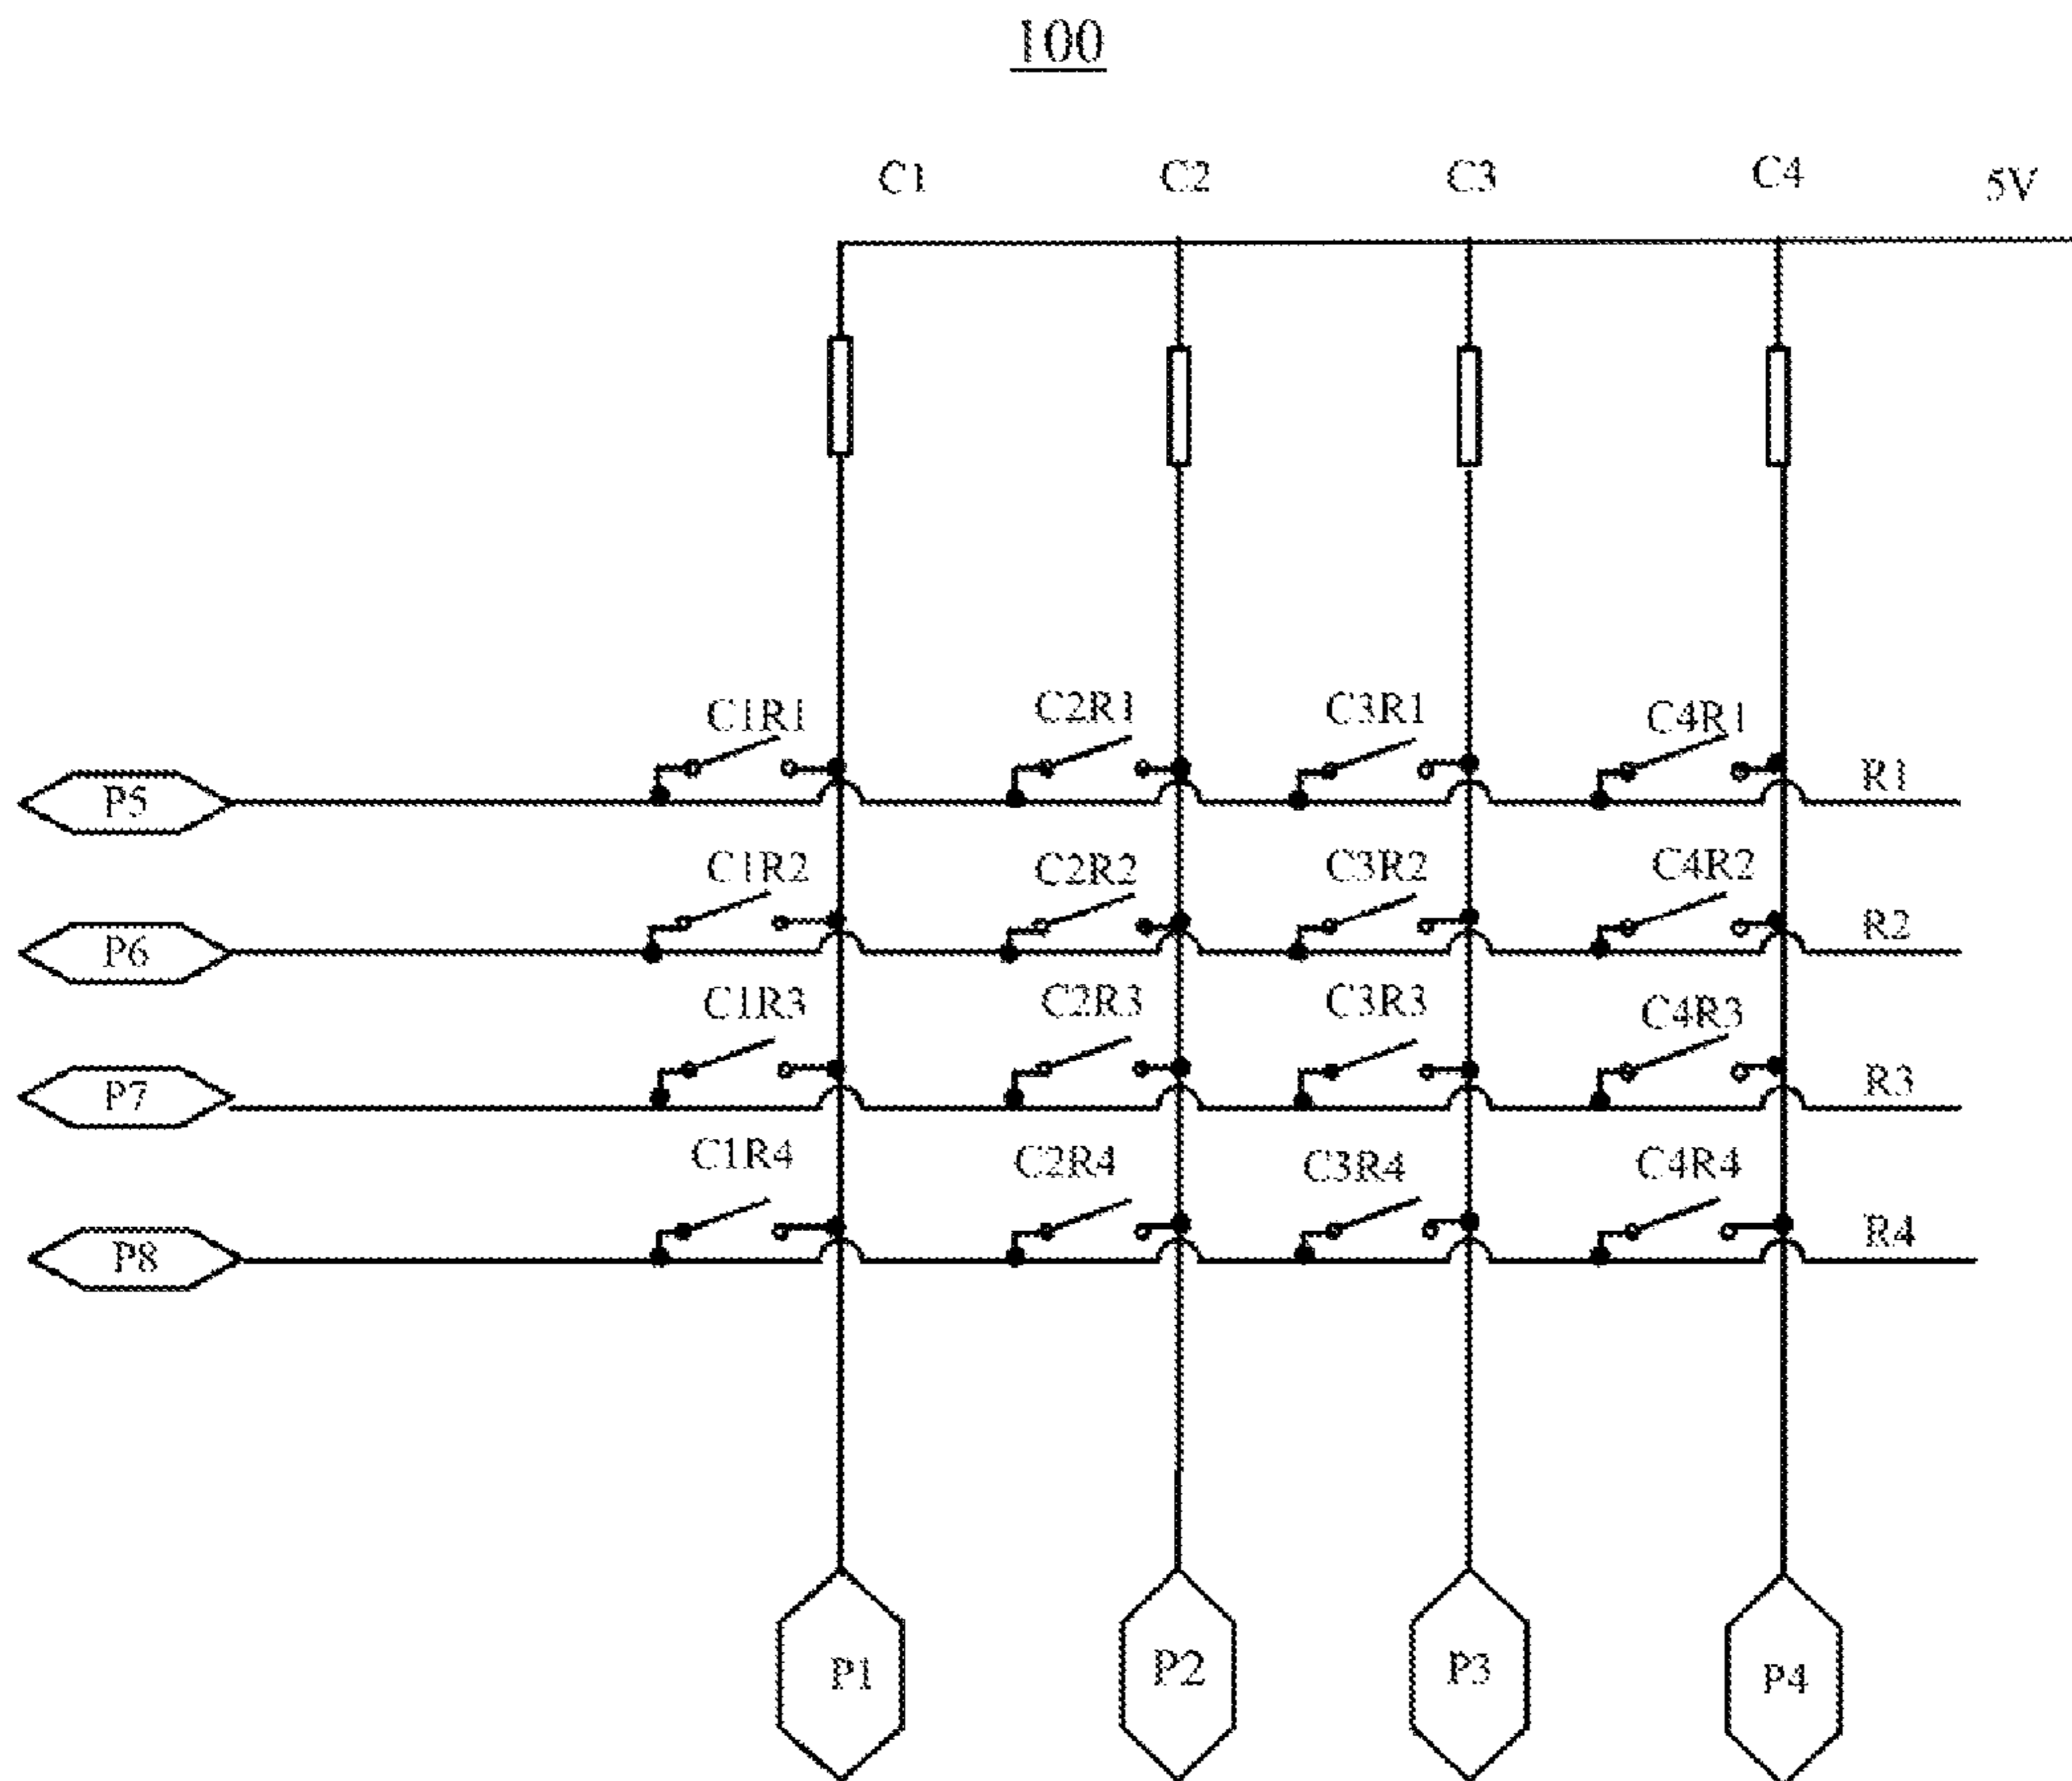 100
C1 C2 C3 C4 5V
C1R1 C2R1 C3R1 C4R1
P5 R1
C1R2 C2R2 C3R2 C4R2
P6 R2
C1R3 C2R3 C3R3 C4R3
P7 R3
C1R4 C2R4 C3R4 C4R4
P8 R4
P1 P2 P3 P4